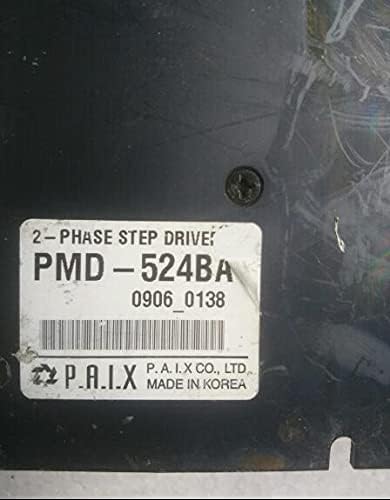 2-PHASE STEP DRIVER
PMD-524BA
0906_0138
P.A.I.X P. A. I. X CO., LTD
MADE IN KOREA